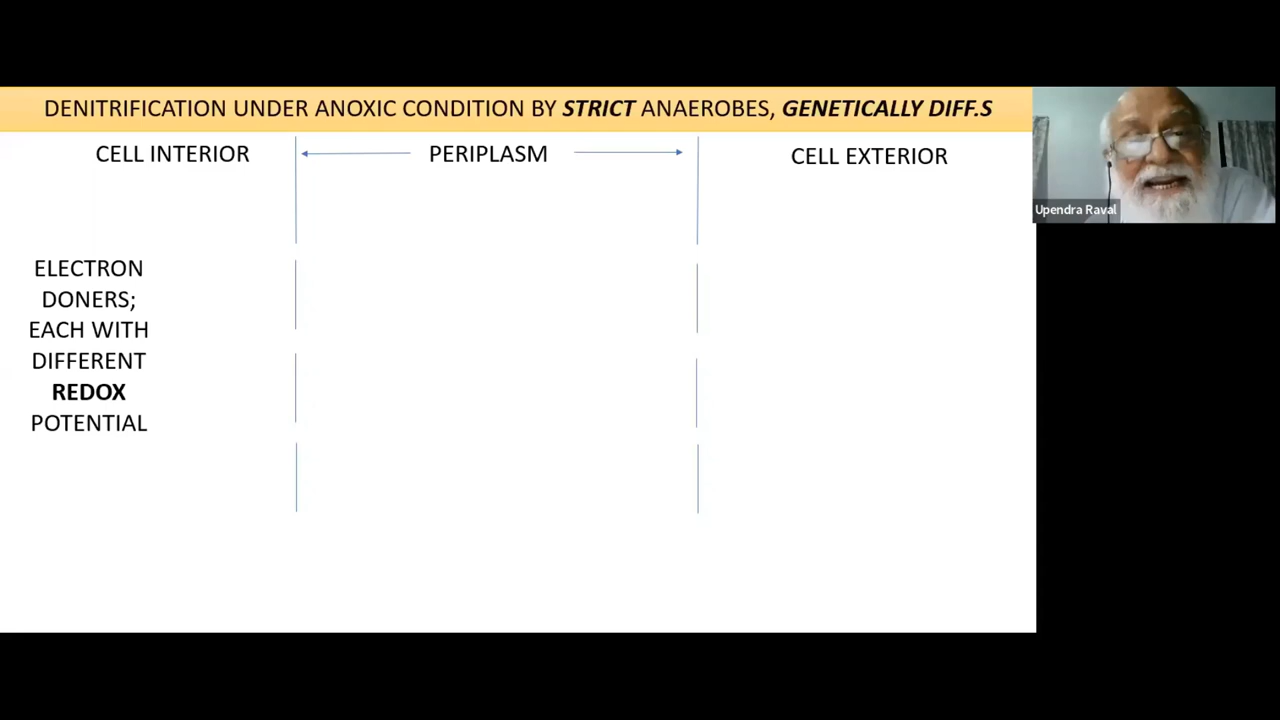 DENITRIFICATION UNDER ANOXIC CONDITION BY STRICT ANAEROBES, GENETICALLY DIFF.S
CELL INTERIOR
PERIPLASM
CELL EXTERIOR
Upendra Raval
ELECTRON
DONERS;
EACH WITH
DIFFERENT
REDOX
POTENTIAL